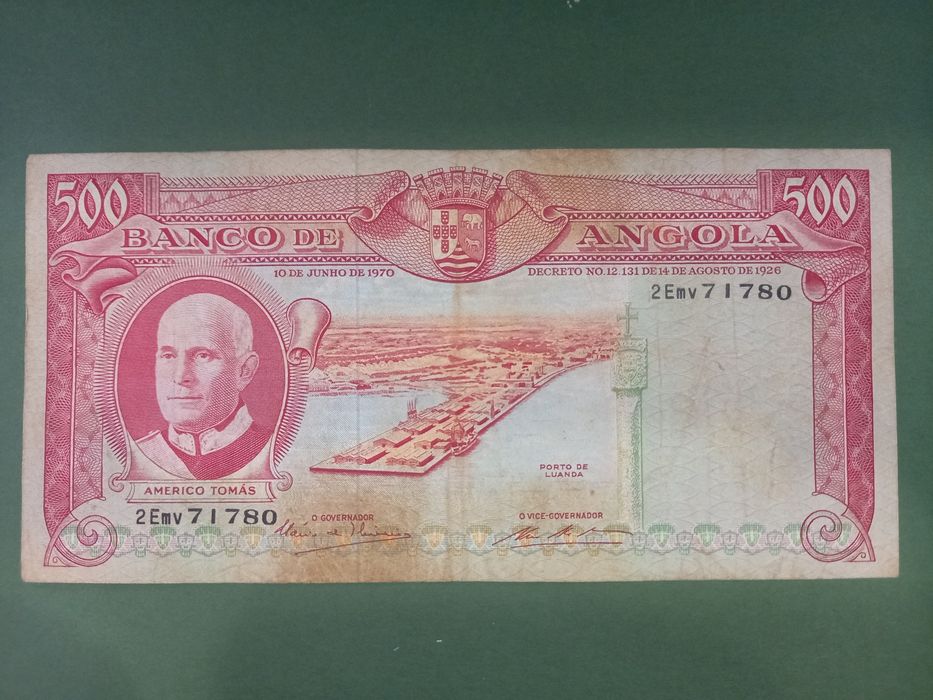 500 500
BANCO DE ANGOLA
10 DE JUNHO DE 1970 DECRETO NO. 12.131 DE 14 DE AGOSTO DE 1926
2Emv 71780
PORTO DE
LUANDA
AMERICO TOMÁS
2Emv 71780
O GOVERNADOR O VICE-GOVERNADOR